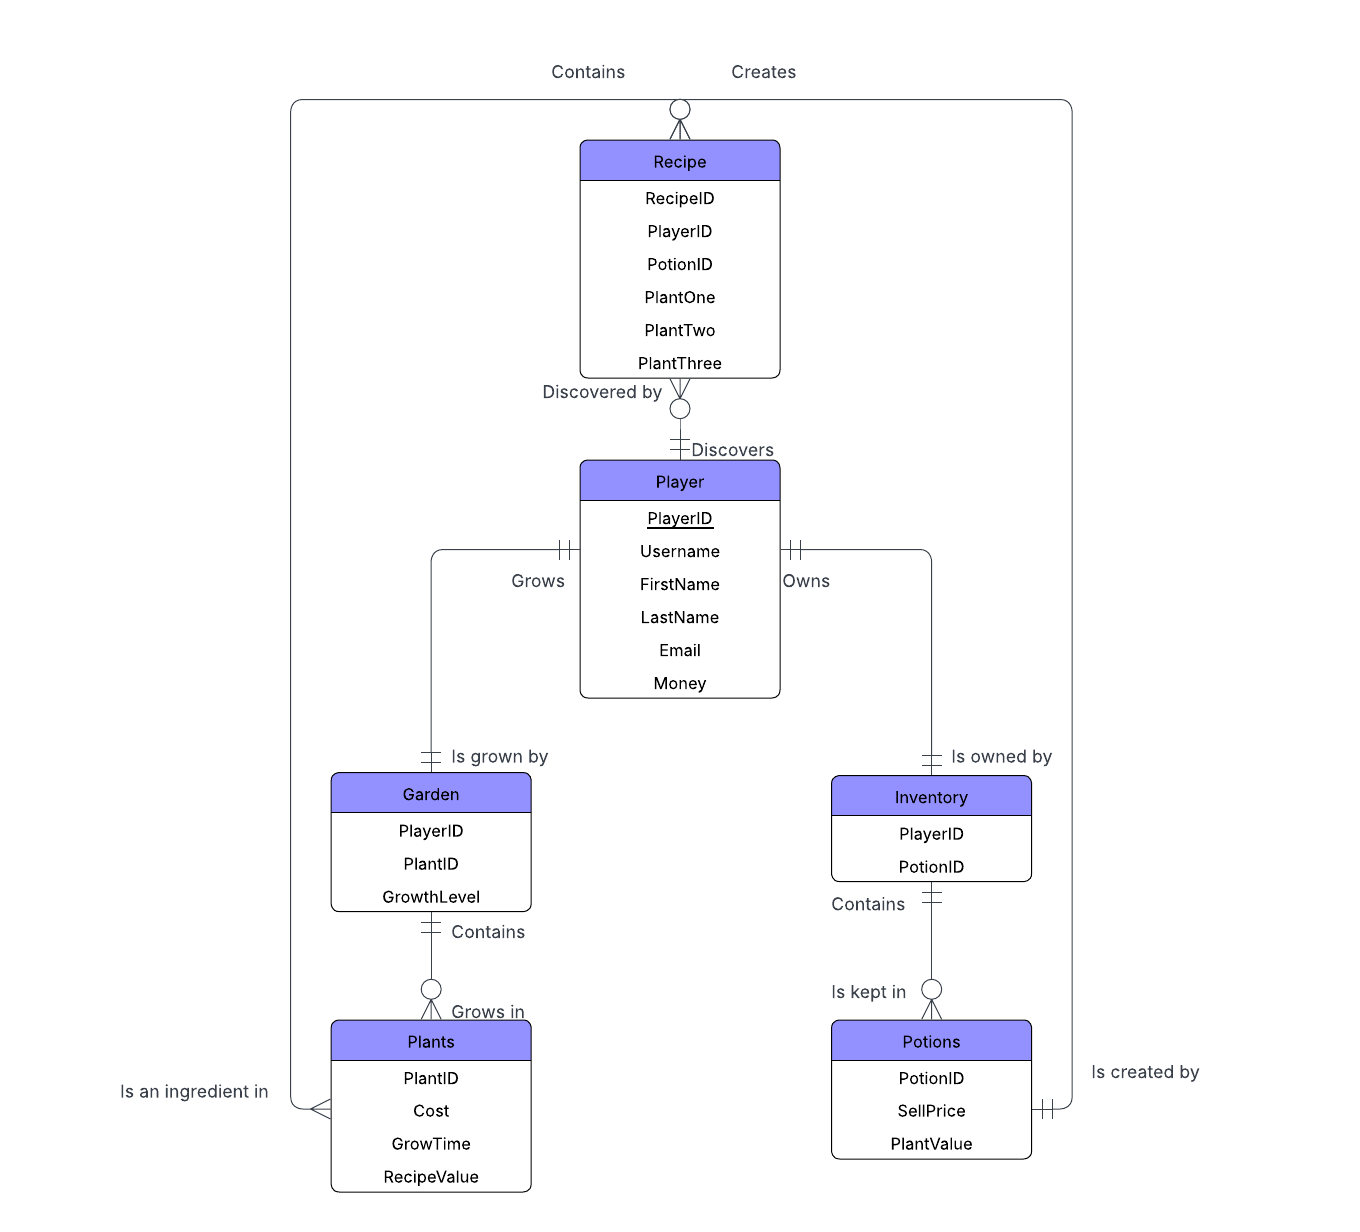 Contains
Creates
Recipe
RecipeID
PlayerID
PotionID
PlantOne
PlantTwo
PlantThree
Discovered by
Discovers
Player
PlayerID
Username
FirstName
LastName
Email
Money
Grows
Owns
Is grown by
Is owned by
Garden
PlayerID
PlantID
GrowthLevel
Inventory
PlayerID
PotionID
Contains
Contains
Is kept in
Grows in
Plants
PlantID
Cost
GrowTime
RecipeValue
Potions
PotionID
SellPrice
PlantValue
Is an ingredient in
Is created by